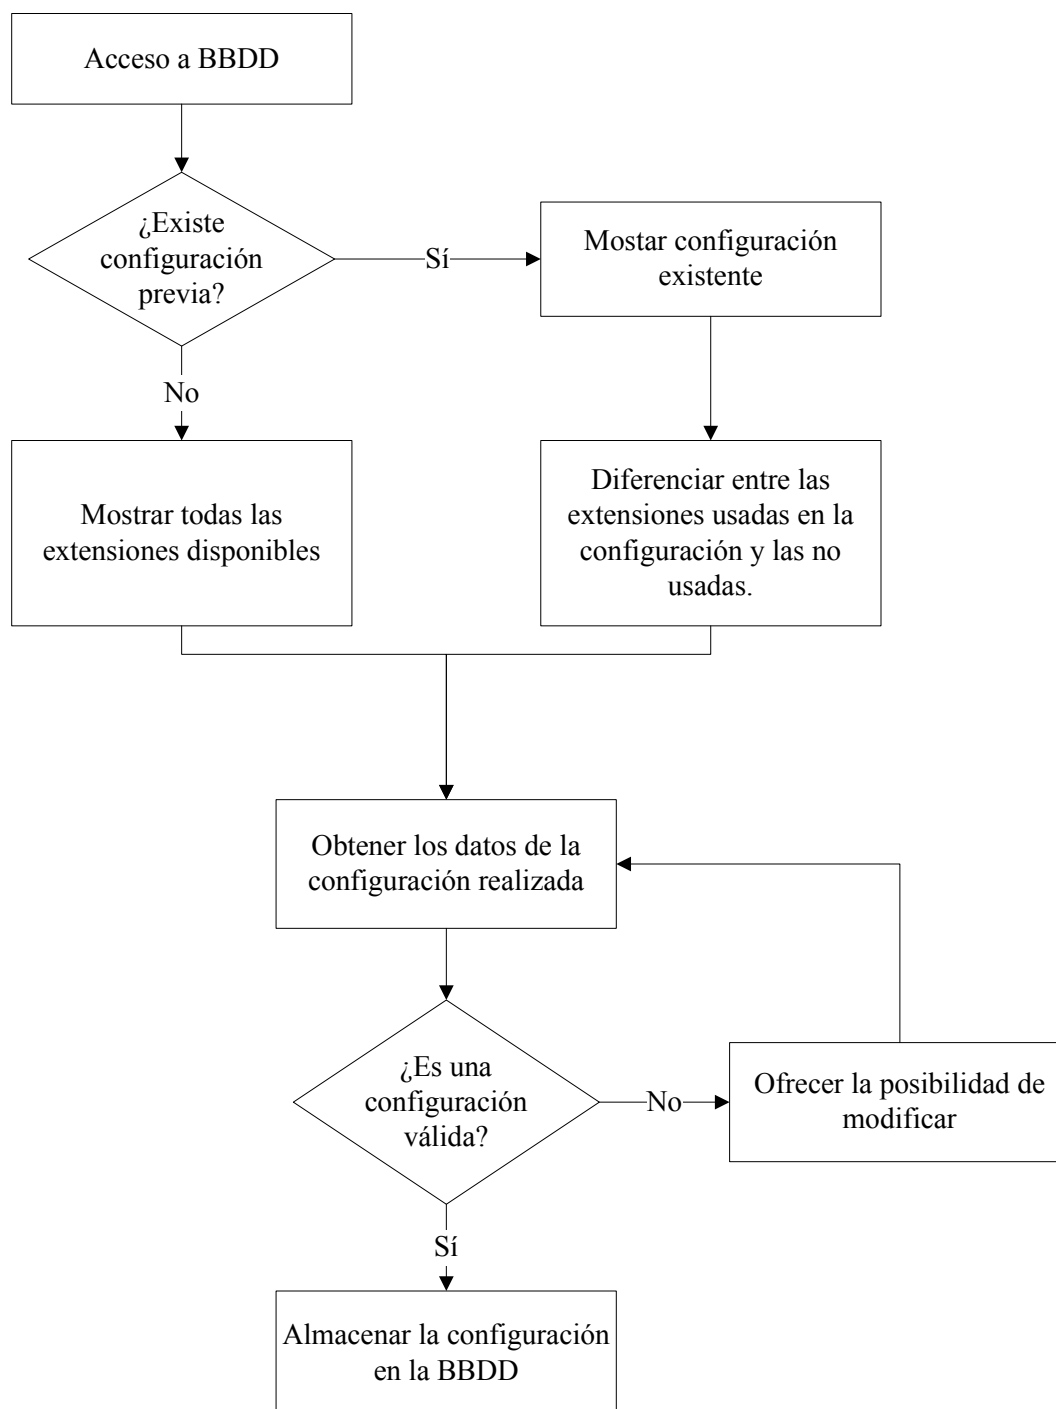 Acceso a BBDD
¿Existe
configuración
previa?
Sí
Mostar configuración
existente
No
Mostrar todas las
extensiones disponibles
Diferenciar entre las
extensiones usadas en la
configuración y las no
usadas.
Obtener los datos de la
configuración realizada
¿Es una
configuración
válida?
No
Ofrecer la posibilidad de
modificar
Sí
Almacenar la configuración
en la BBDD